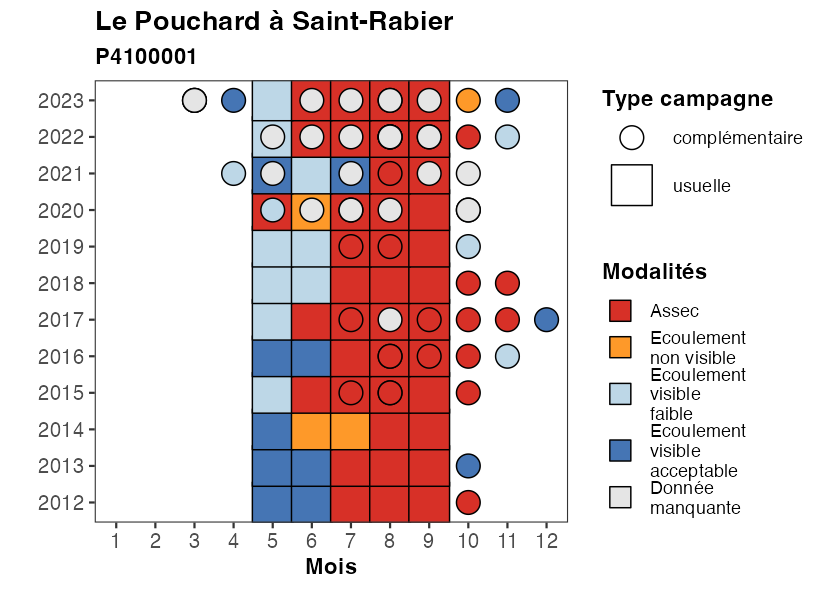 Le Pouchard à Saint-Rabier
P4100001
2023
2022
2021
2020
2019
2018
2017
2016
2015
2014
2013
2012
1 2 3 4 5 6 7 8 9 10 11 12
Mois
Type campagne
complémentaire
usuelle
Modalités
Assec
Ecoulement
non visible
Ecoulement
visible
faible
Ecoulement
visible
acceptable
Donnée
manquante